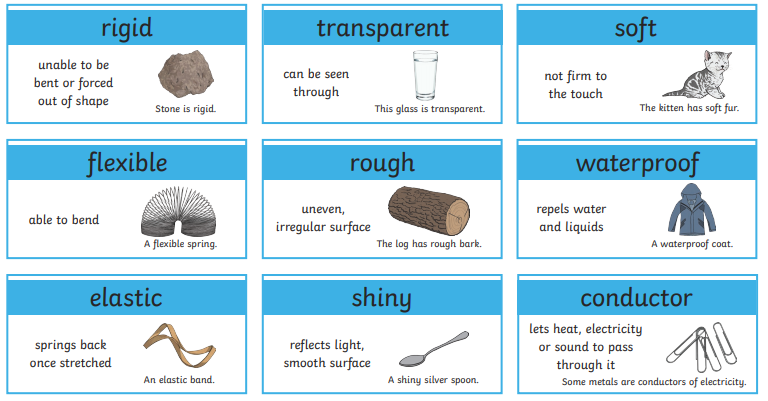 rigid
unable to be
bent or forced
out of shape
Stone is rigid.
transparent
can be seen
through
This glass is transparent.
soft
not firm to
the touch
The kitten has soft fur.
flexible
able to bend
A flexible spring.
rough
uneven,
irregular surface
The log has rough bark.
waterproof
repels water
and liquids
A waterproof coat.
elastic
springs back
once stretched
An elastic band.
shiny
reflects light,
smooth surface
A shiny silver spoon.
conductor
lets heat, electricity
or sound to pass
through it
Some metals are conductors of electricity.